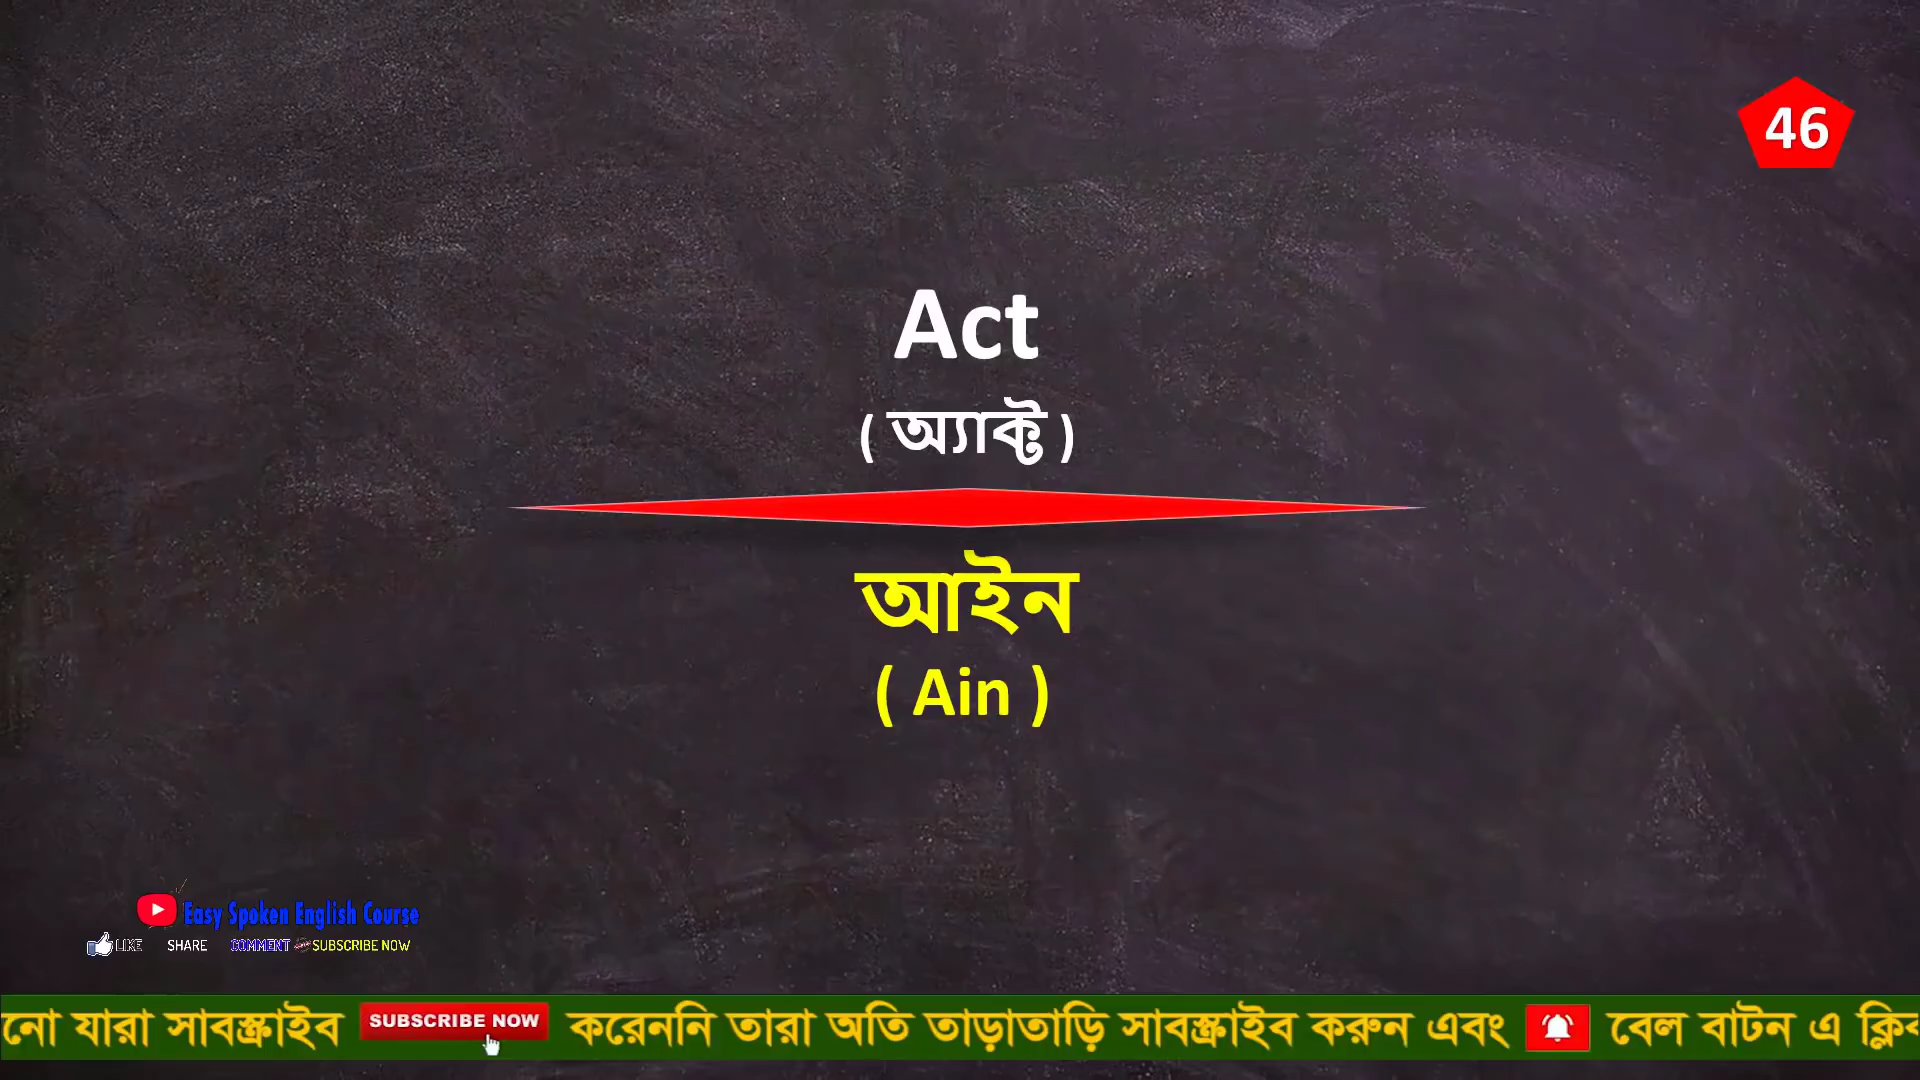 46
Act
( অ্যাক্ট )
আইন
( Ain )
Easy Spoken English Course
LIKE SHARE COMMENT SUBSCRIBE NOW
নো যারা সাবস্ক্রাইব SUBSCRIBE NOW করেননি তারা অতি তাড়াতাড়ি সাবস্ক্রাইব করুন এবং বেল বাটন এ